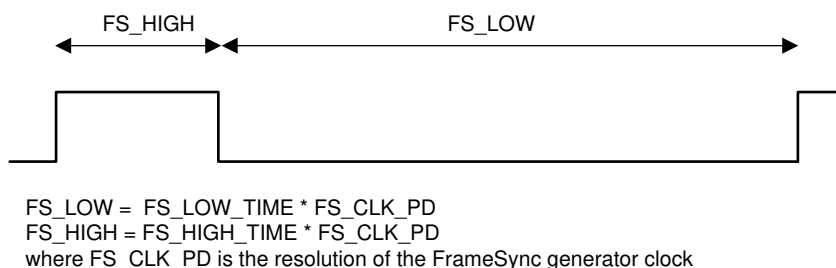 FS_HIGH FS_LOW
FS_LOW = FS_LOW_TIME * FS_CLK_PD
FS_HIGH = FS_HIGH_TIME * FS_CLK_PD
where FS_CLK_PD is the resolution of the FrameSync generator clock